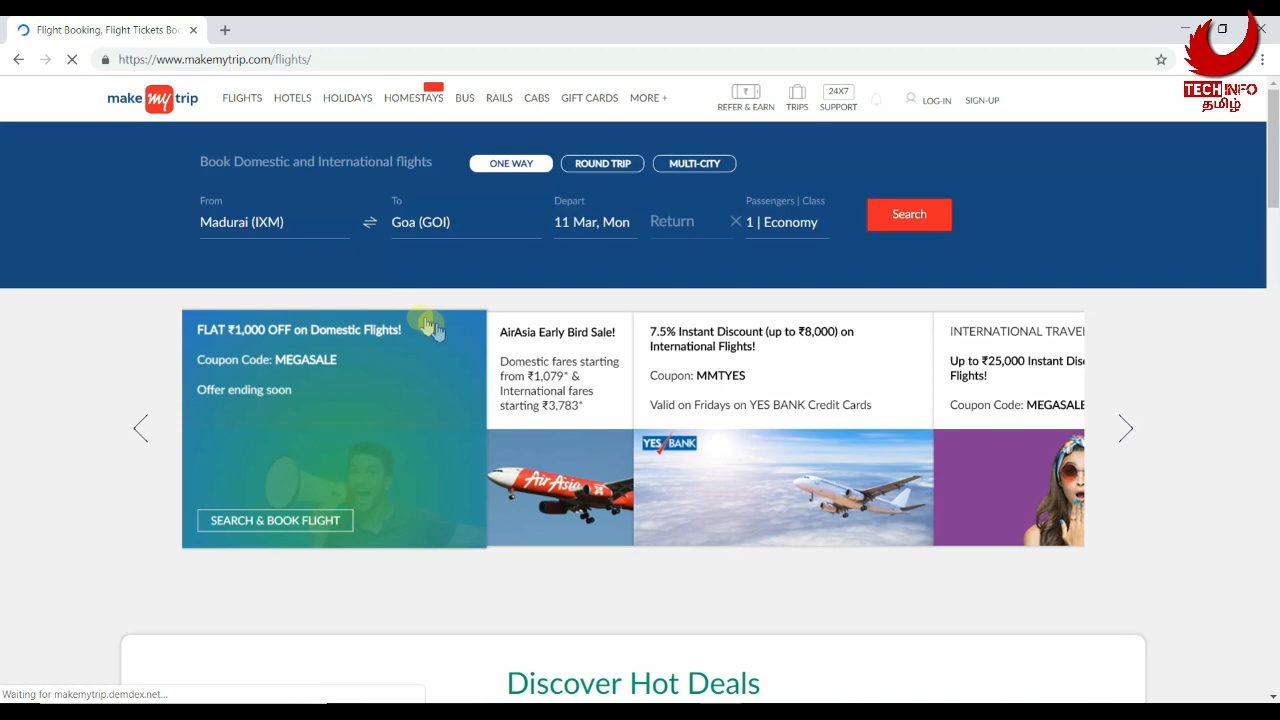 Flight Booking, Flight Tickets Boo
https://www.makemytrip.com/flights/
TECH INFO
தமிழ்
make my trip
FLIGHTS
HOTELS
HOLIDAYS
HOMESTAYS
BUS
RAILS
CABS
GIFT CARDS
MORE +
REFER & EARN
TRIPS
24X7
SUPPORT
LOG-IN
SIGN-UP
Book Domestic and International flights
ONE WAY
ROUND TRIP
MULTI-CITY
From
To
Depart
Passengers | Class
Madurai (IXM)
Goa (GOI)
11 Mar, Mon
Return
1 | Economy
Search
FLAT ₹1,000 OFF on Domestic Flights!
Coupon Code: MEGASALE
Offer ending soon
SEARCH & BOOK FLIGHT
AirAsia Early Bird Sale!
Domestic fares starting
from ₹1,079* &
International fares
starting ₹3,783*
AirAsia
7.5% Instant Discount (up to ₹8,000) on
International Flights!
Coupon: MMTYES
Valid on Fridays on YES BANK Credit Cards
YES BANK
INTERNATIONAL TRAVEL
Up to ₹25,000 Instant Disc
Flights!
Coupon Code: MEGASALE
Discover Hot Deals
Waiting for makemytrip.demdex.net...